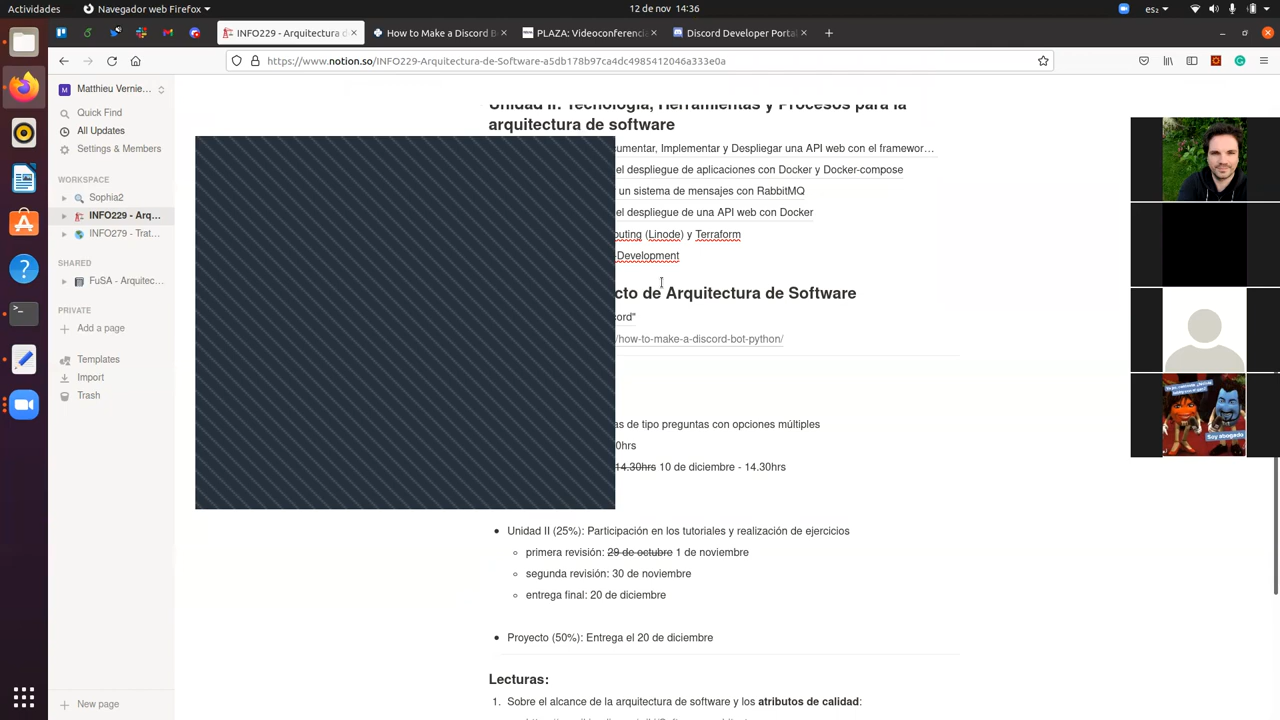 Actividades
Navegador web Firefox
12 de nov 14:36
es₂
INFO229 - Arquitectura d
How to Make a Discord B
PLAZA: Videoconferencia
Discord Developer Portal
https://www.notion.so/INFO229-Arquitectura-de-Software-a5db178b97ca4dc4985412046a333e0a
Matthieu Vernie...
Quick Find
All Updates
Settings & Members
WORKSPACE
Sophia2
INFO229 - Arq...
INFO279 - Trat...
SHARED
FuSA - Arquitec...
PRIVATE
Add a page
Templates
Import
Trash
New page
Unidad II: Tecnología, Herramientas y Procesos para la
arquitectura de software
umentar, Implementar y Despliegar una API web con el framewor...
el despliegue de aplicaciones con Docker y Docker-compose
un sistema de mensajes con RabbitMQ
el despliegue de una API web con Docker
outing (Linode) y Terraform
-Development
cto de Arquitectura de Software
cord"
/how-to-make-a-discord-bot-python/
as de tipo preguntas con opciones múltiples
0hrs
14.30hrs 10 de diciembre - 14.30hrs
Unidad II (25%): Participación en los tutoriales y realización de ejercicios
primera revisión: 29 de octubre 1 de noviembre
segunda revisión: 30 de noviembre
entrega final: 20 de diciembre
Proyecto (50%): Entrega el 20 de diciembre
Lecturas:
1. Sobre el alcance de la arquitectura de software y los atributos de calidad:
Soy abogado